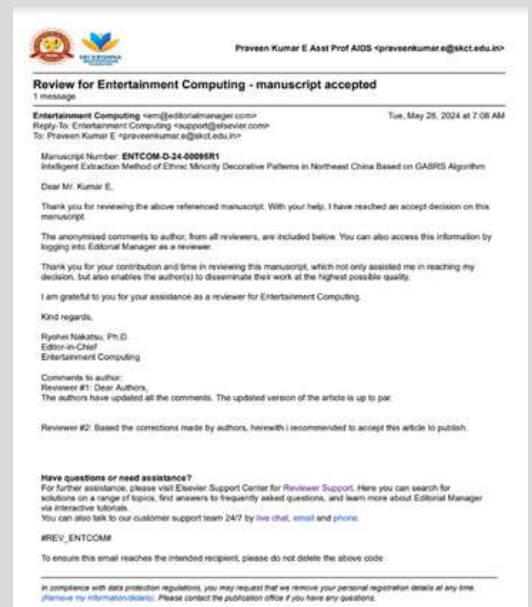 SRI KRISHNA
Praveen Kumar E Asst Prof AIDS <praveenkumar.e@skct.edu.in>
Review for Entertainment Computing - manuscript accepted
1 message
Entertainment Computing <em@editorialmanager.com> Tue, May 28, 2024 at 7:08 AM
Reply-To: Entertainment Computing <support@elsevier.com>
To: Praveen Kumar E <praveenkumar.e@skct.edu.in>
Manuscript Number: ENTCOM-D-24-00095R1
Intelligent Extraction Method of Ethnic Minority Decorative Patterns in Northeast China Based on GABRS Algorithm
Dear Mr. Kumar E,
Thank you for reviewing the above referenced manuscript. With your help, I have reached an accept decision on this
manuscript.
The anonymised comments to author, from all reviewers, are included below. You can also access this information by
logging into Editorial Manager as a reviewer.
Thank you for your contribution and time in reviewing this manuscript, which not only assisted me in reaching my
decision, but also enables the author(s) to disseminate their work at the highest possible quality.
I am grateful to you for your assistance as a reviewer for Entertainment Computing.
Kind regards,
Ryohei Nakatsu, Ph.D.
Editor-in-Chief
Entertainment Computing
Comments to author:
Reviewer #1: Dear Authors,
The authors have updated all the comments. The updated version of the article is up to par.
Reviewer #2: Based the corrections made by authors, herewith i recommended to accept this article to publish.
Have questions or need assistance?
For further assistance, please visit Elsevier Support Center for Reviewer Support. Here you can search for
solutions on a range of topics, find answers to frequently asked questions, and learn more about Editorial Manager
via interactive tutorials.
You can also talk to our customer support team 24/7 by live chat, email and phone.
#REV_ENTCOM#
To ensure this email reaches the intended recipient, please do not delete the above code
In compliance with data protection regulations, you may request that we remove your personal registration details at any time.
(Remove my information/details). Please contact the publication office if you have any questions.